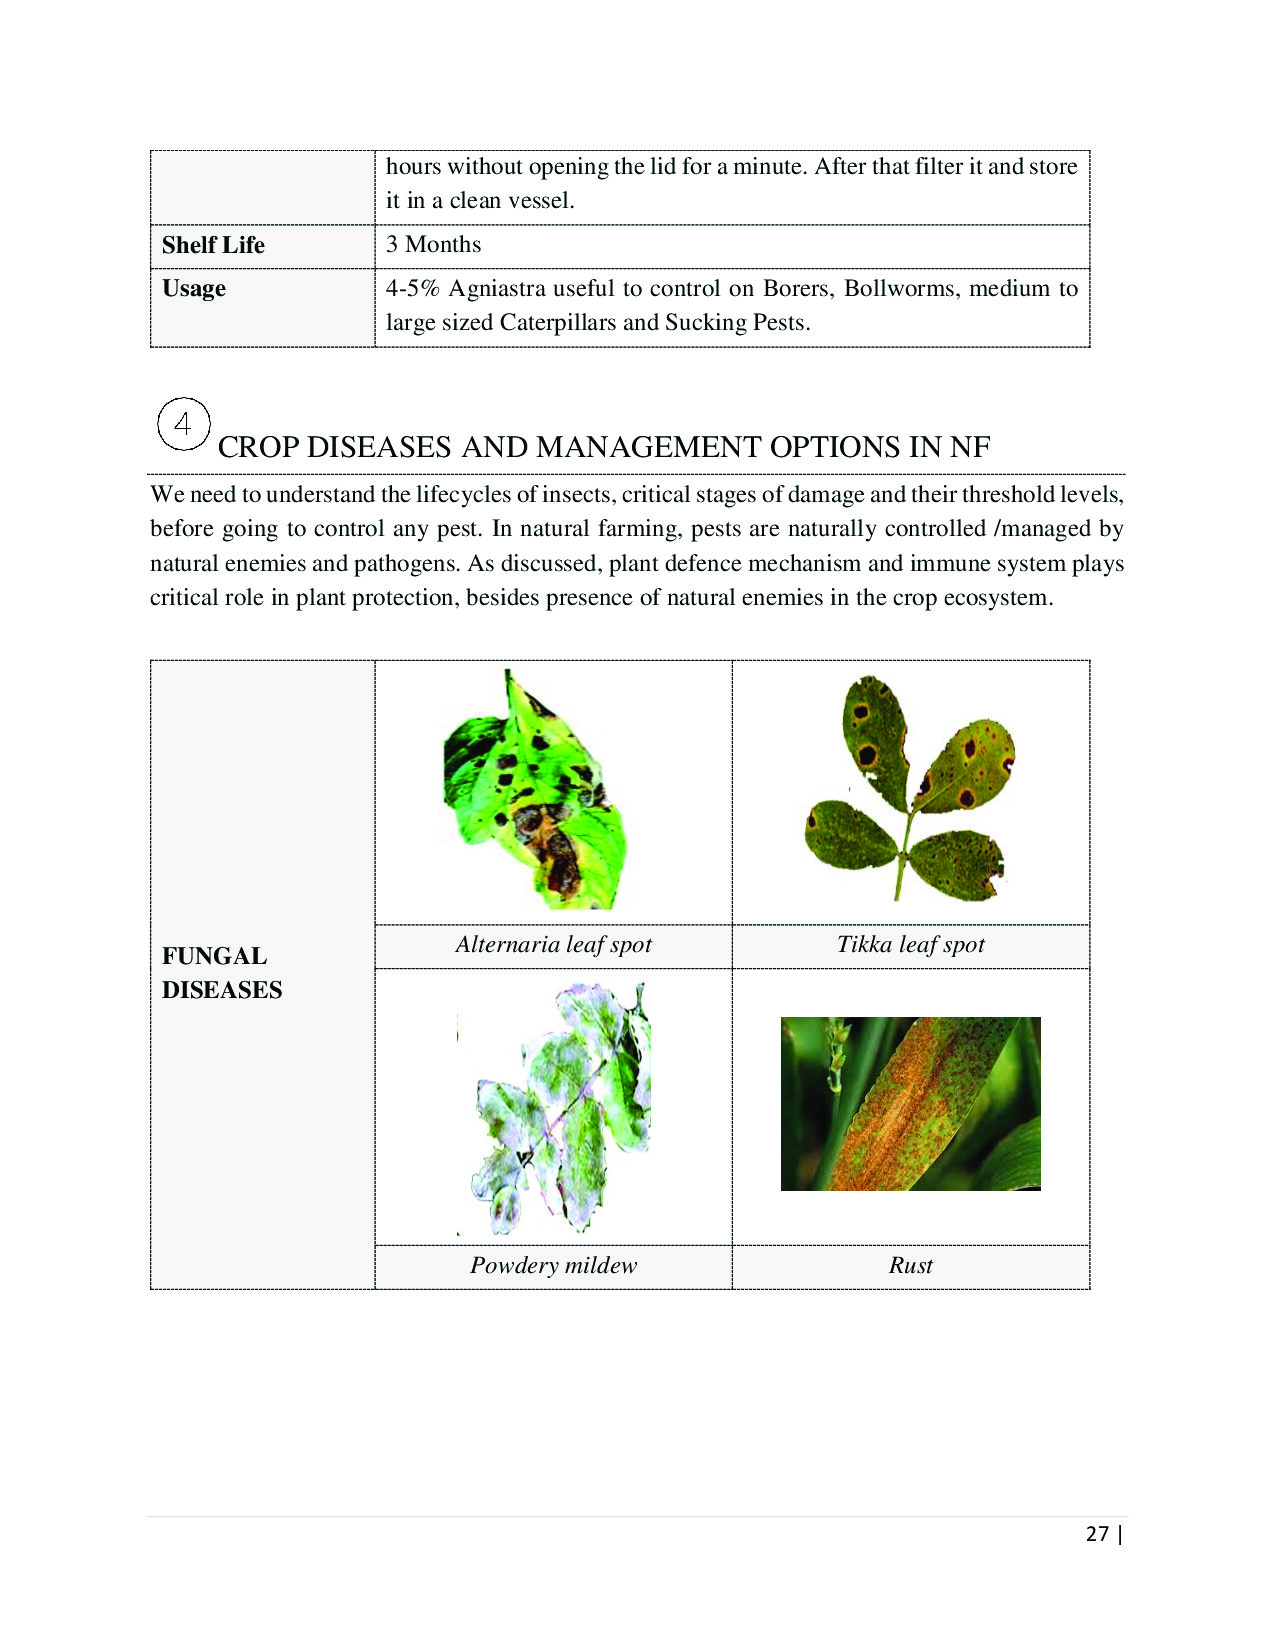 hours without opening the lid for a minute. After that filter it and store
it in a clean vessel.
Shelf Life
3 Months
Usage
4-5% Agniastra useful to control on Borers, Bollworms, medium to
large sized Caterpillars and Sucking Pests.
4
CROP DISEASES AND MANAGEMENT OPTIONS IN NF
We need to understand the lifecycles of insects, critical stages of damage and their threshold levels,
before going to control any pest. In natural farming, pests are naturally controlled /managed by
natural enemies and pathogens. As discussed, plant defence mechanism and immune system plays
critical role in plant protection, besides presence of natural enemies in the crop ecosystem.
FUNGAL
DISEASES
Alternaria leaf spot
Tikka leaf spot
Powdery mildew
Rust
27 |